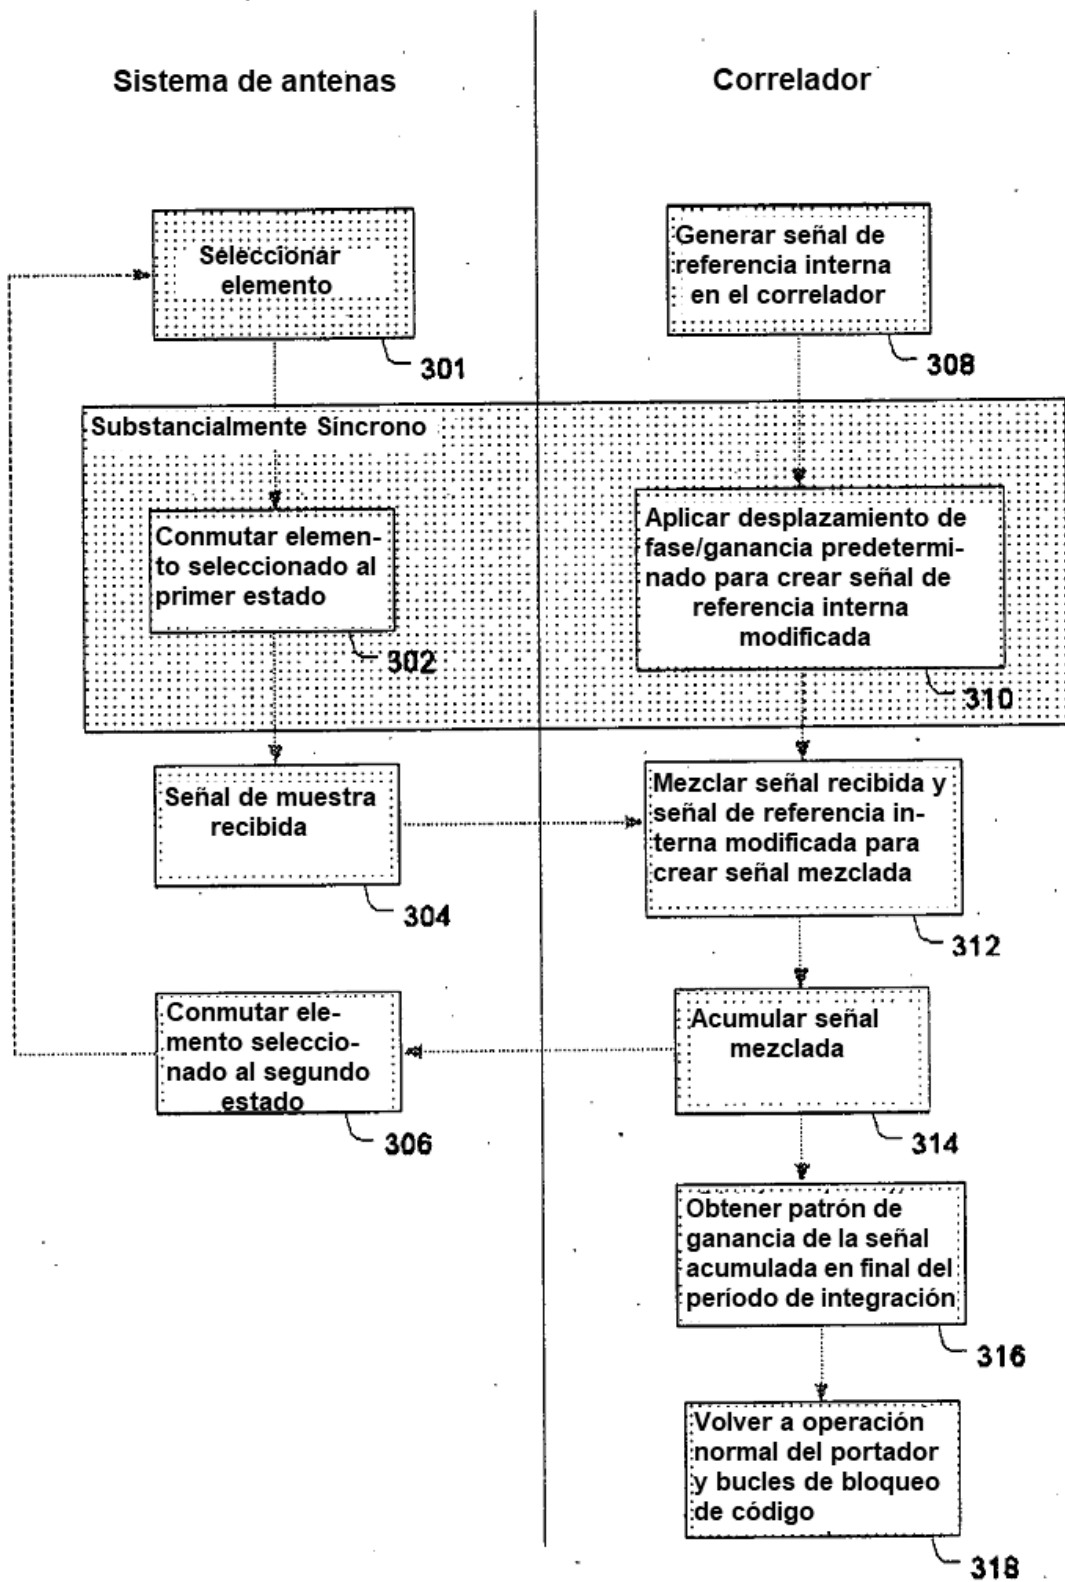 Sistema de antenas
Correlador
Seleccionar
elemento
301
Generar señal de
referencia interna
en el correlador
308
Substancialmente Síncrono
Conmutar elemen-
to seleccionado al
primer estado
302
Aplicar desplazamiento de
fase/ganancia predetermi-
nado para crear señal de
referencia interna
modificada
310
Señal de muestra
recibida
304
Mezclar señal recibida y
señal de referencia in-
terna modificada para
crear señal mezclada
312
Conmutar ele-
mento seleccio-
nado al segundo
estado
306
Acumular señal
mezclada
314
Obtener patrón de
ganancia de la señal
acumulada en final del
período de integración
316
Volver a operación
normal del portador
y bucles de bloqueo
de código
318